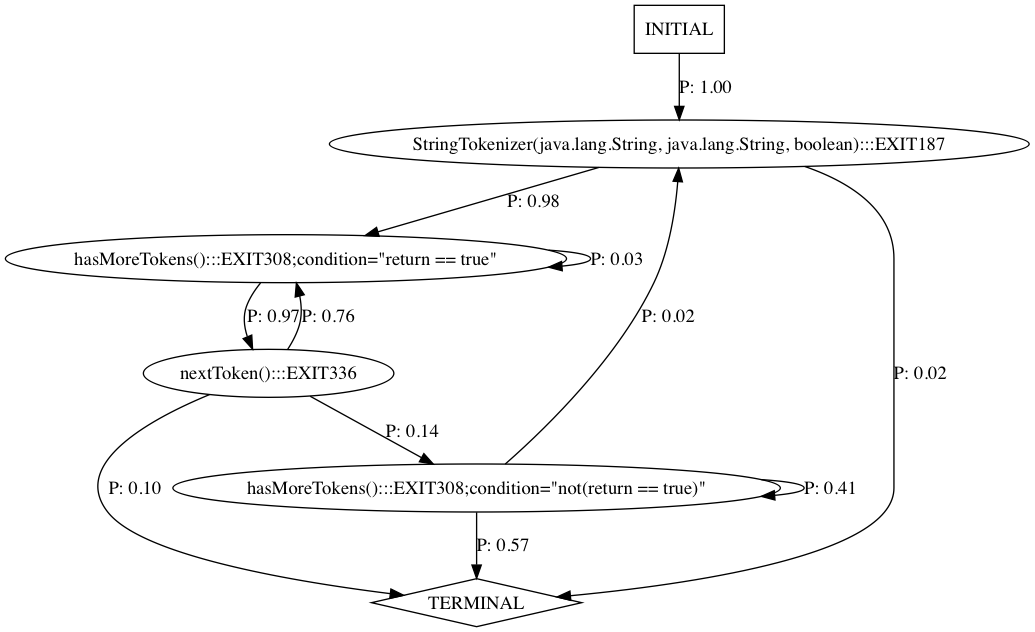 INITIAL
P: 1.00
StringTokenizer(java.lang.String, java.lang.String, boolean):::EXIT187
P: 0.98
hasMoreTokens():::EXIT308;condition="return == true"
P: 0.03
P: 0.97
P: 0.76
P: 0.02
nextToken():::EXIT336
P: 0.02
P: 0.14
P: 0.10
hasMoreTokens():::EXIT308;condition="not(return == true)"
P: 0.41
P: 0.57
TERMINAL